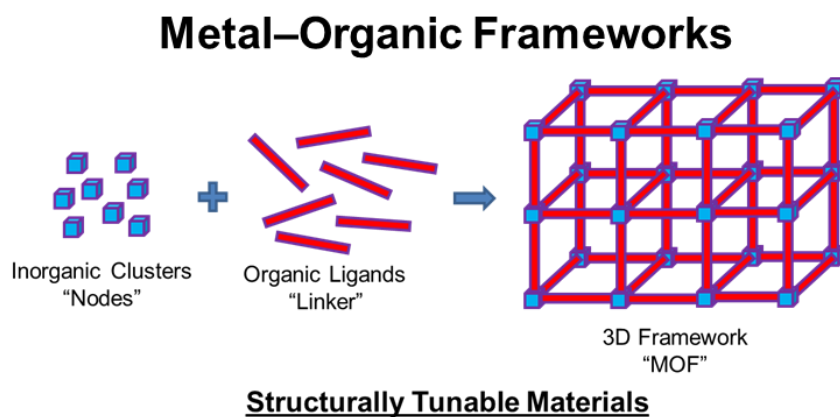 Metal–Organic Frameworks
Inorganic Clusters
“Nodes”
Organic Ligands
“Linker”
3D Framework
“MOF”
Structurally Tunable Materials